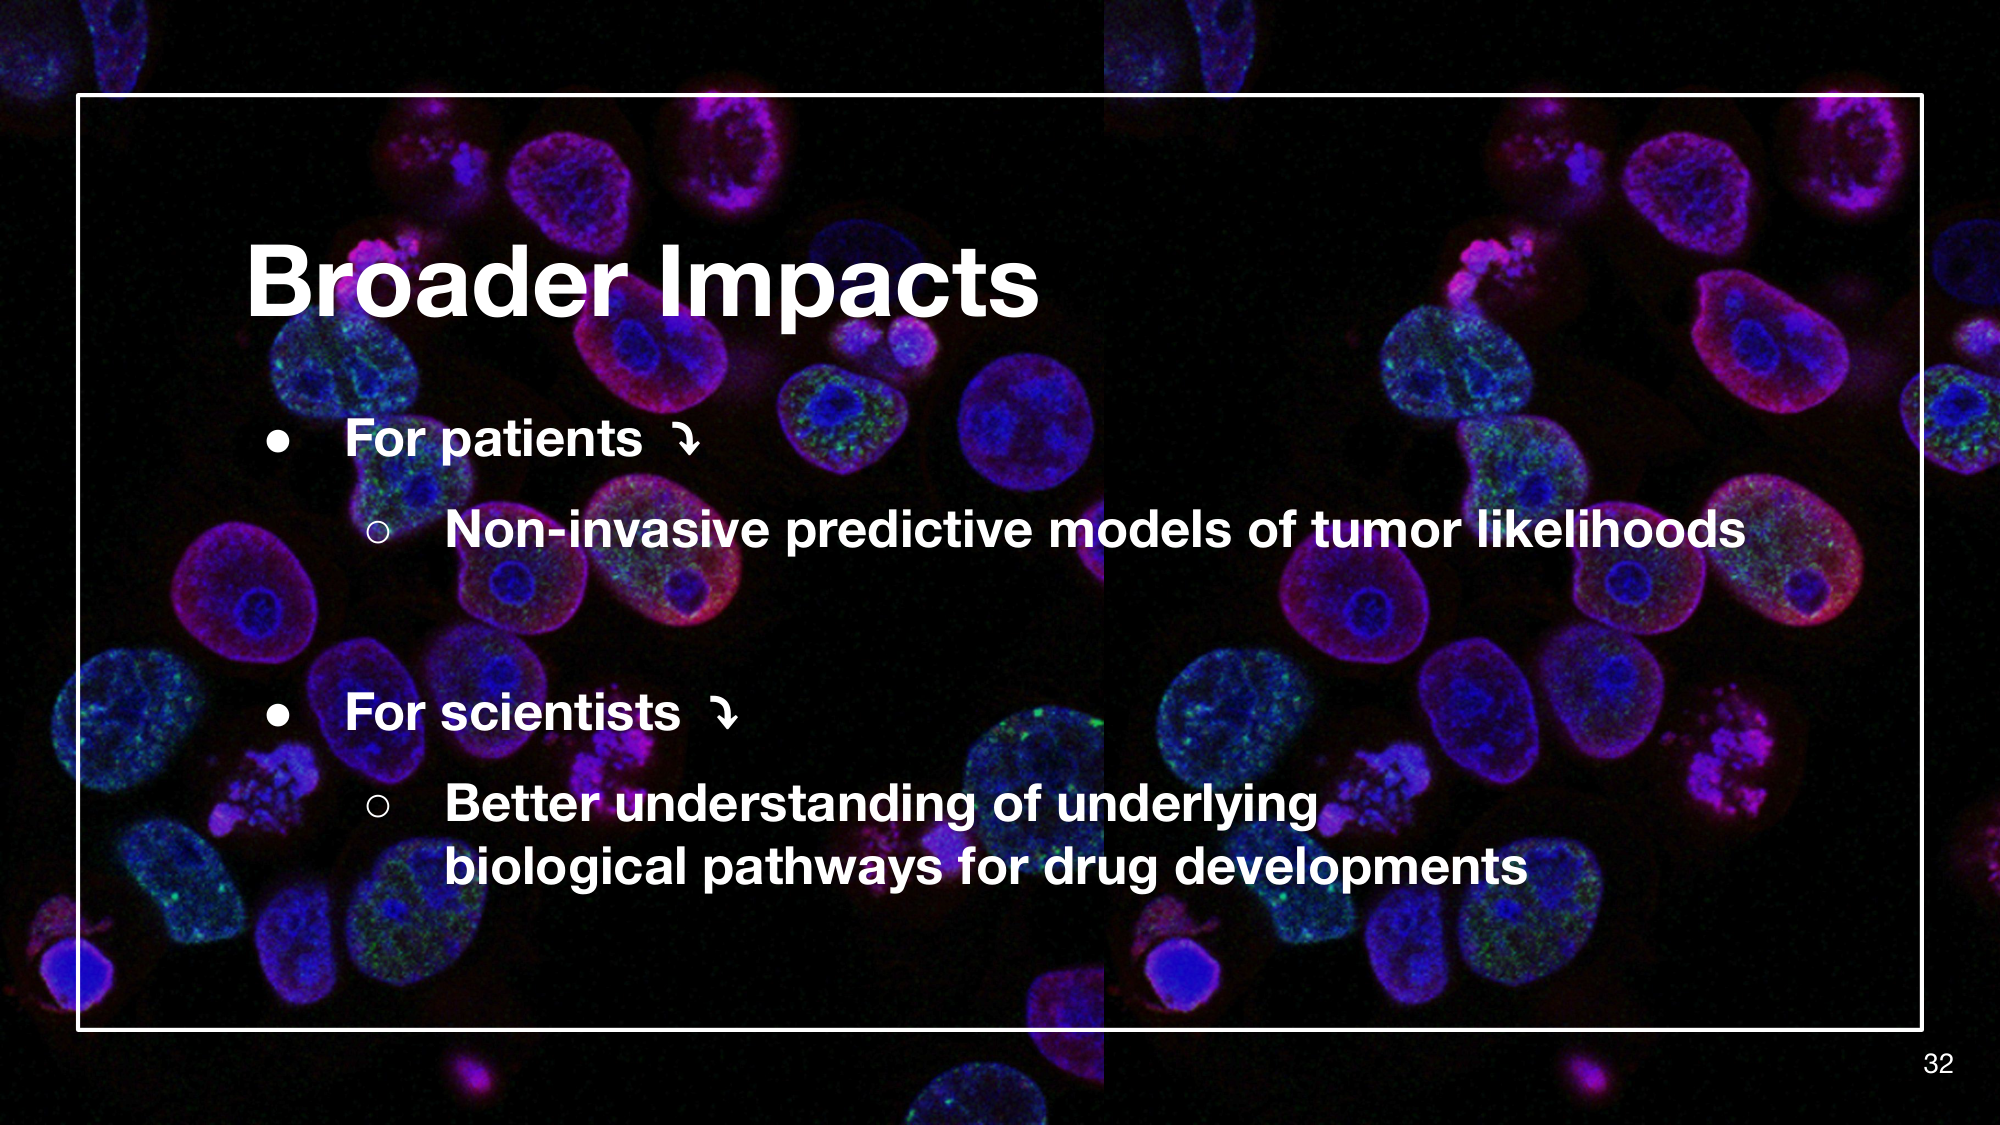 Broader Impacts
● For patients ⤵
○ Non-invasive predictive models of tumor likelihoods
● For scientists ⤵
○ Better understanding of underlying
biological pathways for drug developments
32